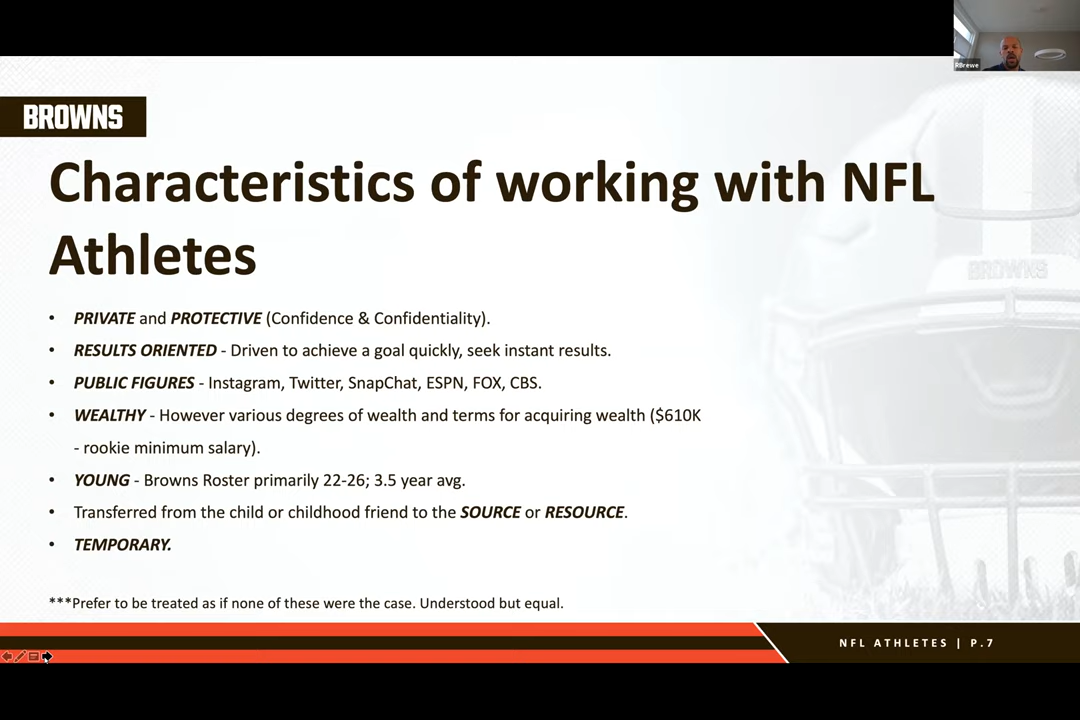 RBrewe
BROWNS
Characteristics of working with NFL
Athletes
BROWNS
• PRIVATE and PROTECTIVE (Confidence & Confidentiality).
• RESULTS ORIENTED - Driven to achieve a goal quickly, seek instant results.
• PUBLIC FIGURES - Instagram, Twitter, SnapChat, ESPN, FOX, CBS.
• WEALTHY - However various degrees of wealth and terms for acquiring wealth ($610K
- rookie minimum salary).
• YOUNG - Browns Roster primarily 22-26; 3.5 year avg.
• Transferred from the child or childhood friend to the SOURCE or RESOURCE.
• TEMPORARY.
***Prefer to be treated as if none of these were the case. Understood but equal.
NFL ATHLETES | P.7